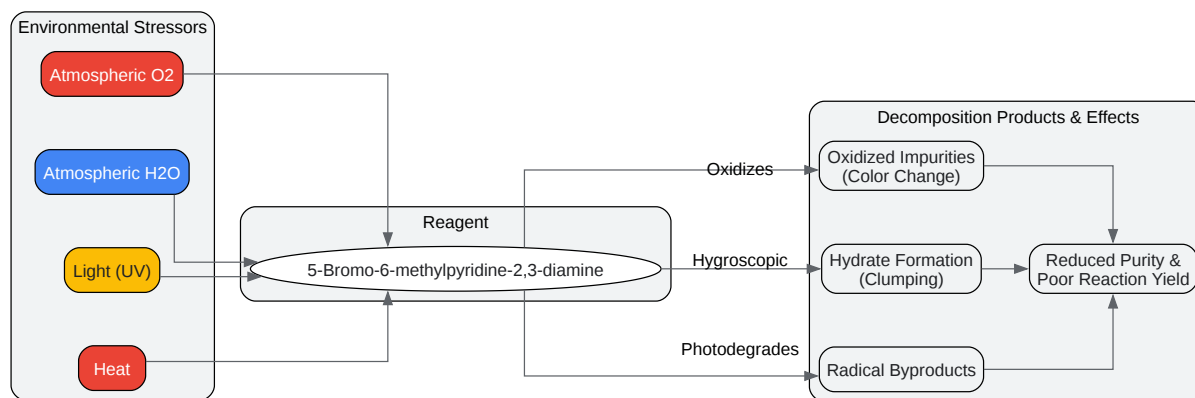 Environmental Stressors
Atmospheric O2
Atmospheric H2O
Light (UV)
Heat
Reagent
5-Bromo-6-methylpyridine-2,3-diamine
Oxidizes
Hygroscopic
Photodegrades
Decomposition Products & Effects
Oxidized Impurities
(Color Change)
Hydrate Formation
(Clumping)
Radical Byproducts
Reduced Purity &
Poor Reaction Yield